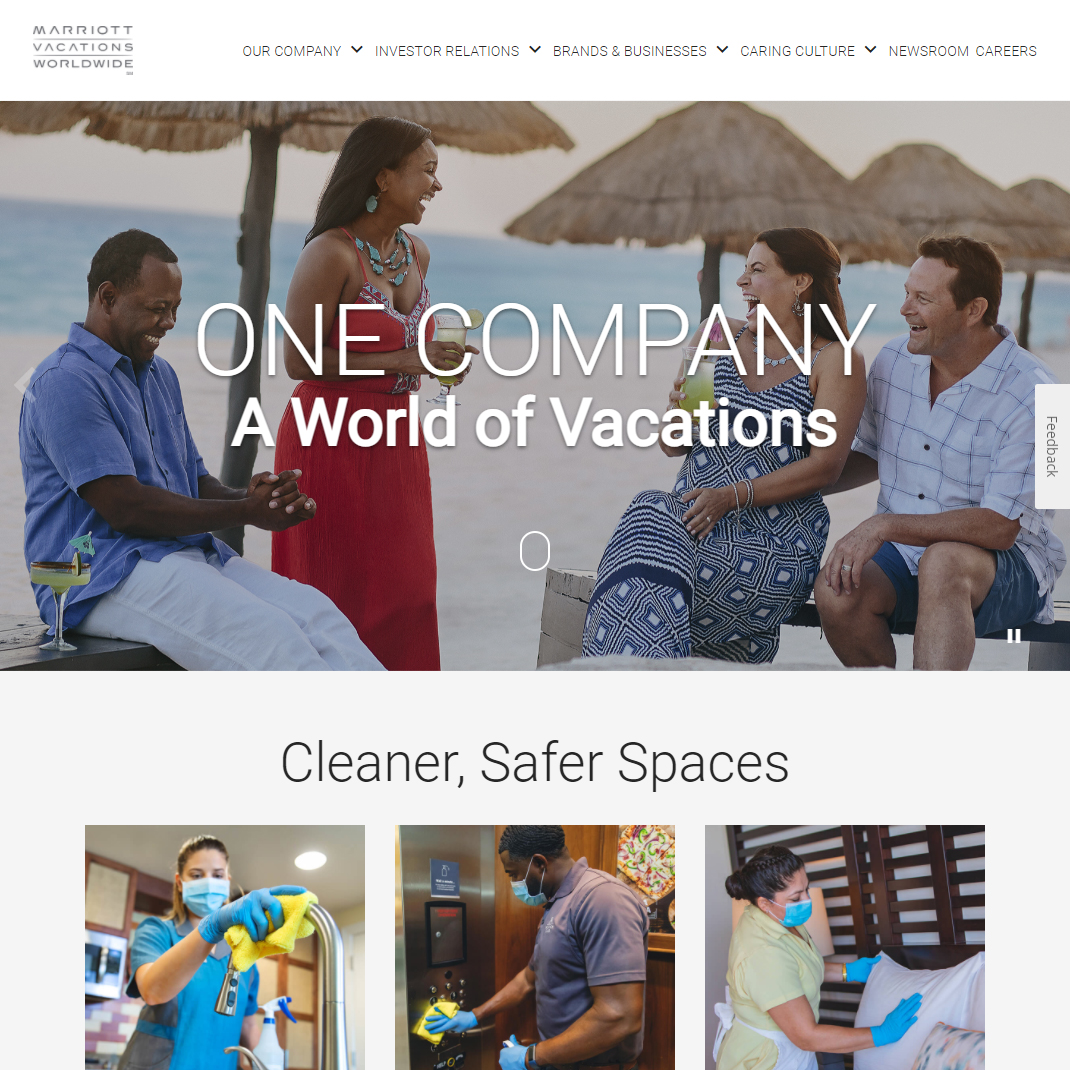 MARRIOTT
VACATIONS
WORLDWIDE
OUR COMPANY INVESTOR RELATIONS BRANDS & BUSINESSES CARING CULTURE NEWSROOM CAREERS
ONE COMPANY
A World of Vacations
Feedback
Cleaner, Safer Spaces